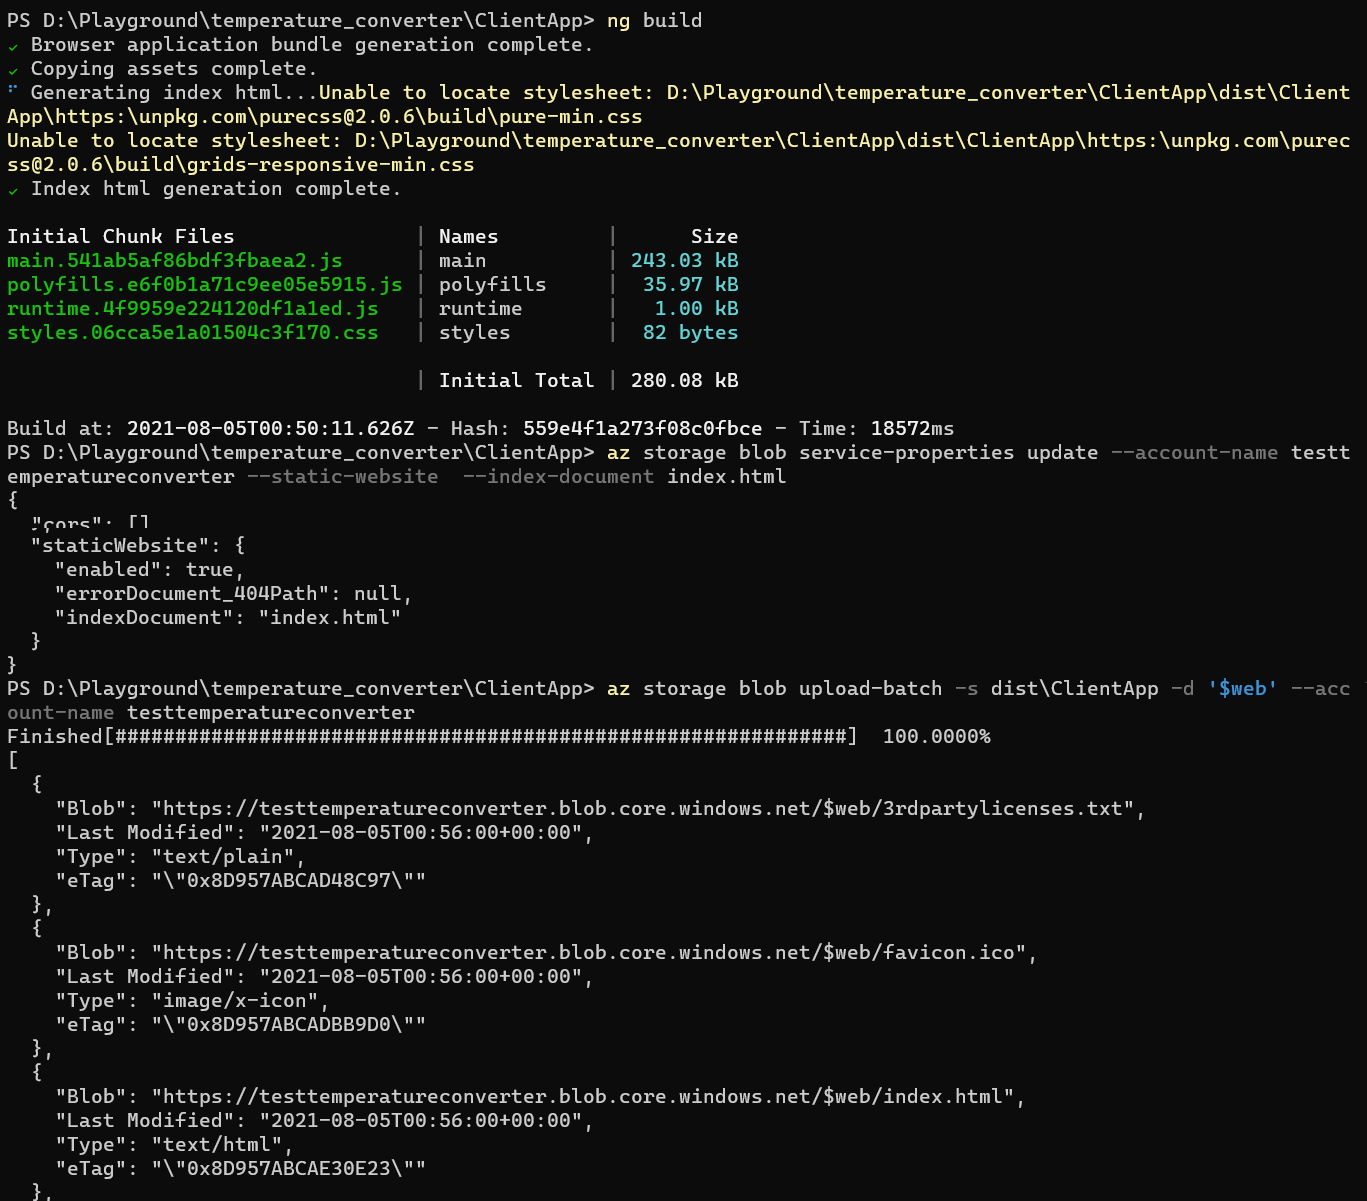 PS D:\Playground\temperature_converter\ClientApp> ng build
✓ Browser application bundle generation complete.
✓ Copying assets complete.
⠋ Generating index html...Unable to locate stylesheet: D:\Playground\temperature_converter\ClientApp\dist\Client
App\https:\unpkg.com\purecss@2.0.6\build\pure-min.css
Unable to locate stylesheet: D:\Playground\temperature_converter\ClientApp\dist\ClientApp\https:\unpkg.com\purec
ss@2.0.6\build\grids-responsive-min.css
✓ Index html generation complete.
Initial Chunk Files | Names | Size
main.541ab5af86bdf3fbaea2.js | main | 243.03 kB
polyfills.e6f0b1a71c9ee05e5915.js | polyfills | 35.97 kB
runtime.4f9959e224120df1a1ed.js | runtime | 1.00 kB
styles.06cca5e1a01504c3f170.css | styles | 82 bytes
| Initial Total | 280.08 kB
Build at: 2021-08-05T00:50:11.626Z - Hash: 559e4f1a273f08c0fbce - Time: 18572ms
PS D:\Playground\temperature_converter\ClientApp> az storage blob service-properties update --account-name testt
emperatureconverter --static-website  --index-document index.html
{
"cors": []
"staticWebsite": {
"enabled": true,
"errorDocument_404Path": null,
"indexDocument": "index.html"
}
}
PS D:\Playground\temperature_converter\ClientApp> az storage blob upload-batch -s dist\ClientApp -d '$web' --acc
ount-name testtemperatureconverter
Finished[#############################################################]  100.0000%
[
{
"Blob": "https://testtemperatureconverter.blob.core.windows.net/$web/3rdpartylicenses.txt",
"Last Modified": "2021-08-05T00:56:00+00:00",
"Type": "text/plain",
"eTag": "\"0x8D957ABCAD48C97\""
},
{
"Blob": "https://testtemperatureconverter.blob.core.windows.net/$web/favicon.ico",
"Last Modified": "2021-08-05T00:56:00+00:00",
"Type": "image/x-icon",
"eTag": "\"0x8D957ABCADBB9D0\""
},
{
"Blob": "https://testtemperatureconverter.blob.core.windows.net/$web/index.html",
"Last Modified": "2021-08-05T00:56:00+00:00",
"Type": "text/html",
"eTag": "\"0x8D957ABCAE30E23\""
},